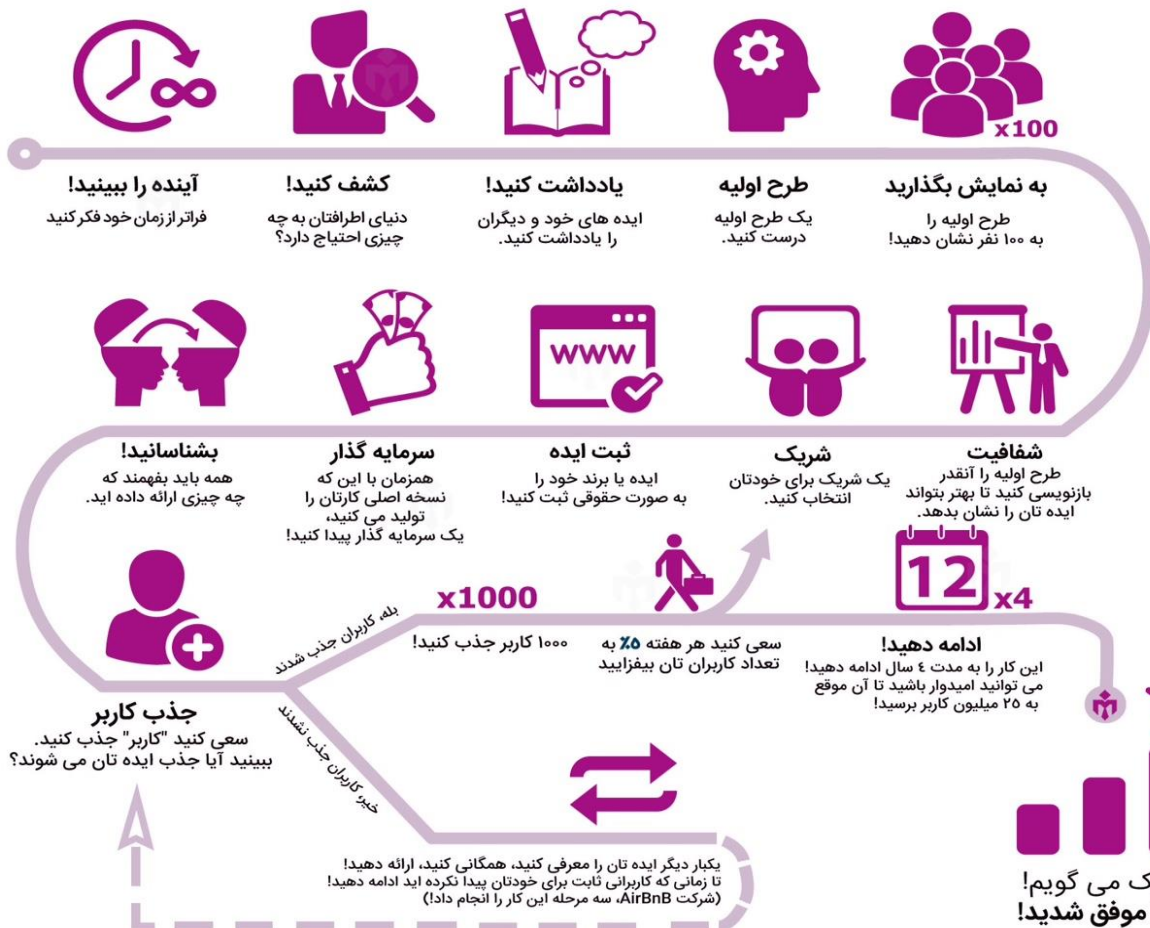 x100
آینده را ببینید!
فراتر از زمان خود فکر کنید
کشف کنید!
دنیای اطرافتان به چه
چیزی احتیاج دارد؟
یادداشت کنید!
ایده های خود و دیگران
را یادداشت کنید.
طرح اولیه
یک طرح اولیه
درست کنید.
به نمایش بگذارید
طرح اولیه را
به ۱۰۰ نفر نشان دهید!
شفافیت
طرح اولیه را آنقدر
بازنویسی کنید تا بهتر بتواند
ایده تان را نشان بدهد.
شریک
یک شریک برای خودتان
انتخاب کنید.
www
ثبت ایده
ایده یا برند خود را
به صورت حقوقی ثبت کنید!
سرمایه گذار
همزمان با این که
نسخه اصلی کارتان را
تولید می کنید،
یک سرمایه گذار پیدا کنید!
بشناسانید!
همه باید بفهمند که
چه چیزی ارائه داده اید.
جذب کاربر
سعی کنید "کاربر" جذب کنید.
ببینید آیا جذب ایده تان می شوند؟
بله، کاربران جذب شدند
x1000
۱۰۰۰ کاربر جذب کنید!
سعی کنید هر هفته ۵٪ به
تعداد کاربران تان بیفزایید
12
x4
ادامه دهید!
این کار را به مدت ٤ سال ادامه دهید!
می توانید امیدوار باشید تا آن موقع
به ۲۵ میلیون کاربر برسید!
خیر، کاربران جذب نشدند
یکبار دیگر ایده تان را معرفی کنید، همگانی کنید، ارائه دهید!
تا زمانی که کاربرانی ثابت برای خودتان پیدا نکرده اید ادامه دهید!
(شرکت AirBnB، سه مرحله این کار را انجام داد!)
ک می گویم!
موفق شدید!